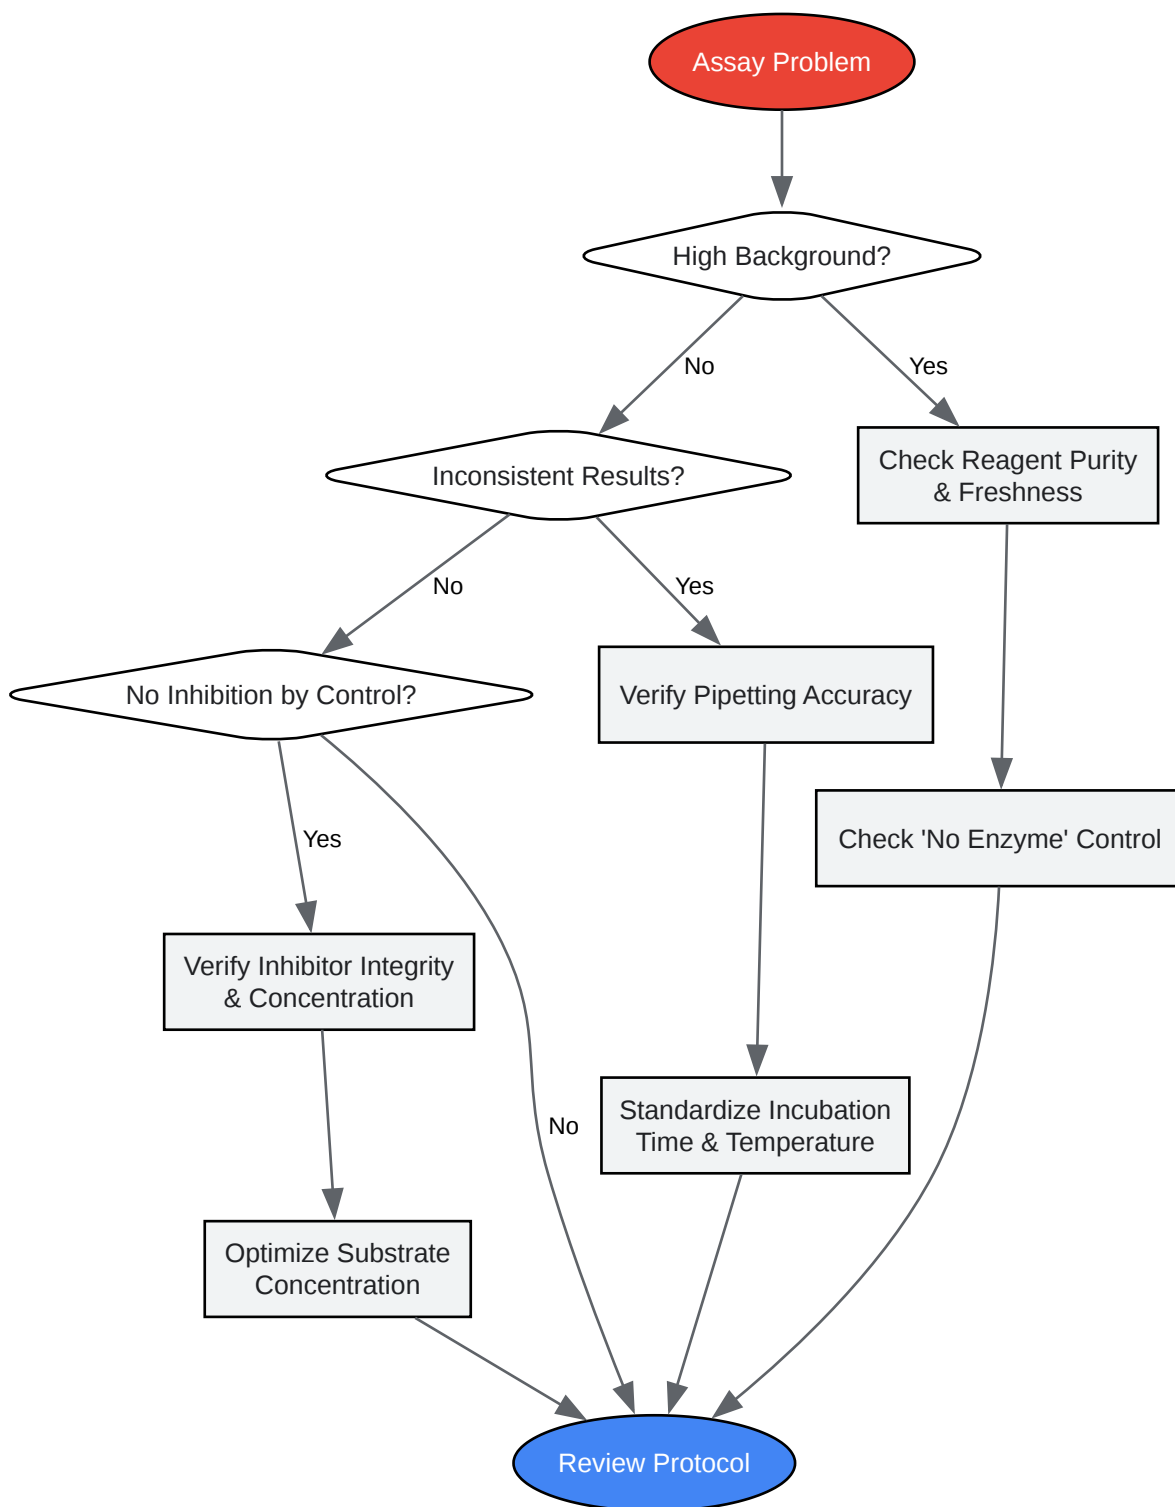 Assay Problem
High Background?
No
Yes
Inconsistent Results?
Check Reagent Purity
& Freshness
No
Yes
No Inhibition by Control?
Verify Pipetting Accuracy
Yes
Check 'No Enzyme' Control
Verify Inhibitor Integrity
& Concentration
No
Standardize Incubation
Time & Temperature
Optimize Substrate
Concentration
Review Protocol